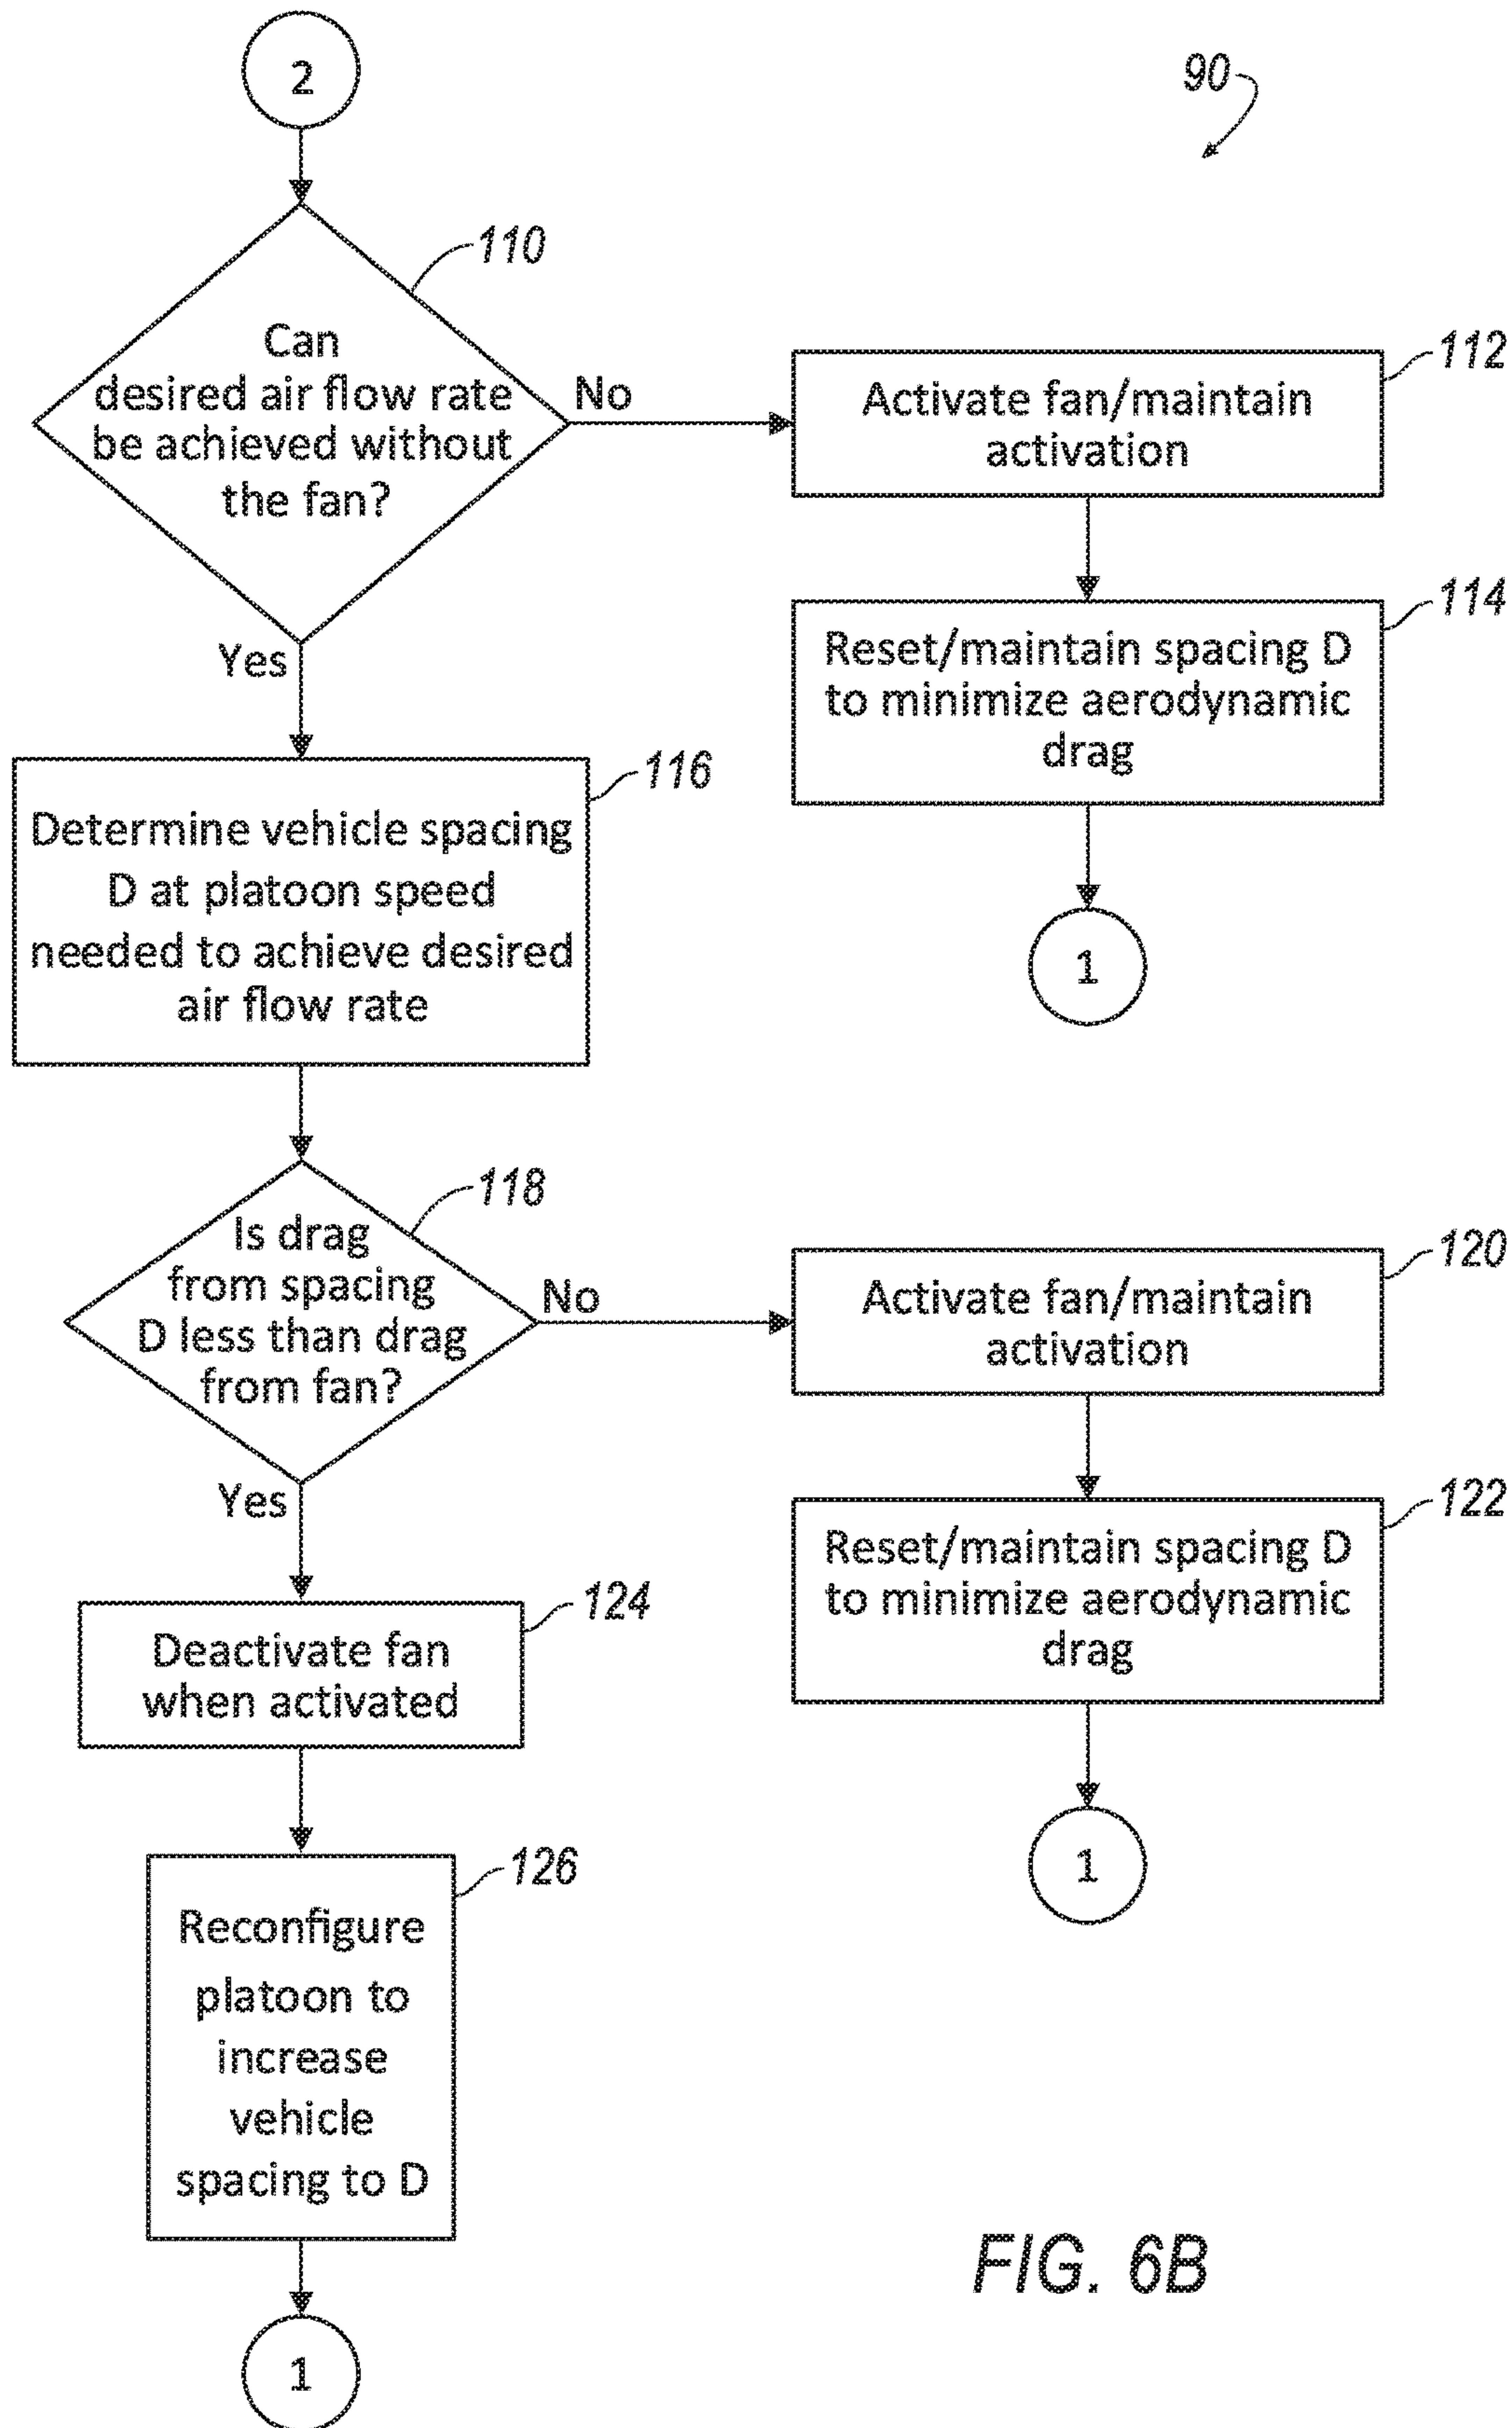 2
90
110
Can
desired air flow rate
be achieved without
the fan?
No
Yes
112
Activate fan/maintain
activation
114
Reset/maintain spacing D
to minimize aerodynamic
drag
1
116
Determine vehicle spacing
D at platoon speed
needed to achieve desired
air flow rate
118
Is drag
from spacing
D less than drag
from fan?
No
Yes
120
Activate fan/maintain
activation
122
Reset/maintain spacing D
to minimize aerodynamic
drag
1
124
Deactivate fan
when activated
126
Reconfigure
platoon to
increase
vehicle
spacing to D
1
FIG. 6B